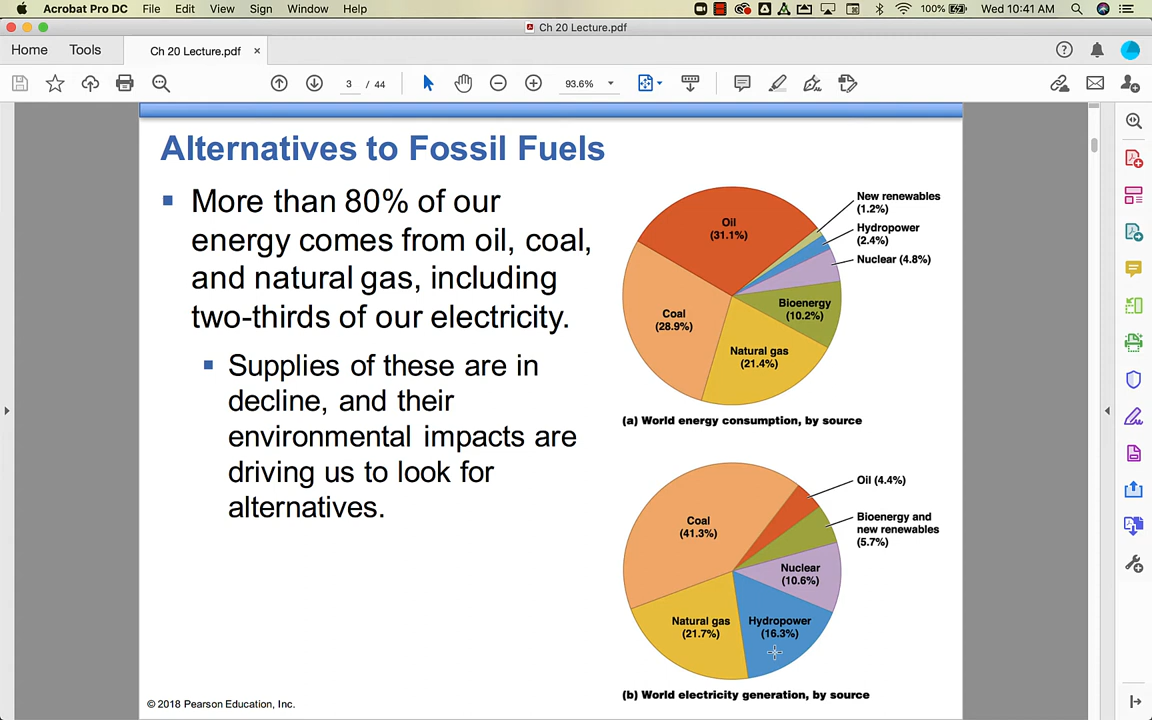 Acrobat Pro DC File Edit View Sign Window Help 100% Wed 10:41 AM
Ch 20 Lecture.pdf
Home Tools Ch 20 Lecture.pdf ×
3 / 44 93.6%
Alternatives to Fossil Fuels
More than 80% of our
energy comes from oil, coal,
and natural gas, including
two-thirds of our electricity.
Supplies of these are in
decline, and their
environmental impacts are
driving us to look for
alternatives.
Oil
(31.1%)
New renewables
(1.2%)
Hydropower
(2.4%)
Nuclear (4.8%)
Bioenergy
(10.2%)
Coal
(28.9%)
Natural gas
(21.4%)
(a) World energy consumption, by source
Oil (4.4%)
Coal
(41.3%)
Bioenergy and
new renewables
(5.7%)
Nuclear
(10.6%)
Natural gas
(21.7%)
Hydropower
(16.3%)
(b) World electricity generation, by source
© 2018 Pearson Education, Inc.